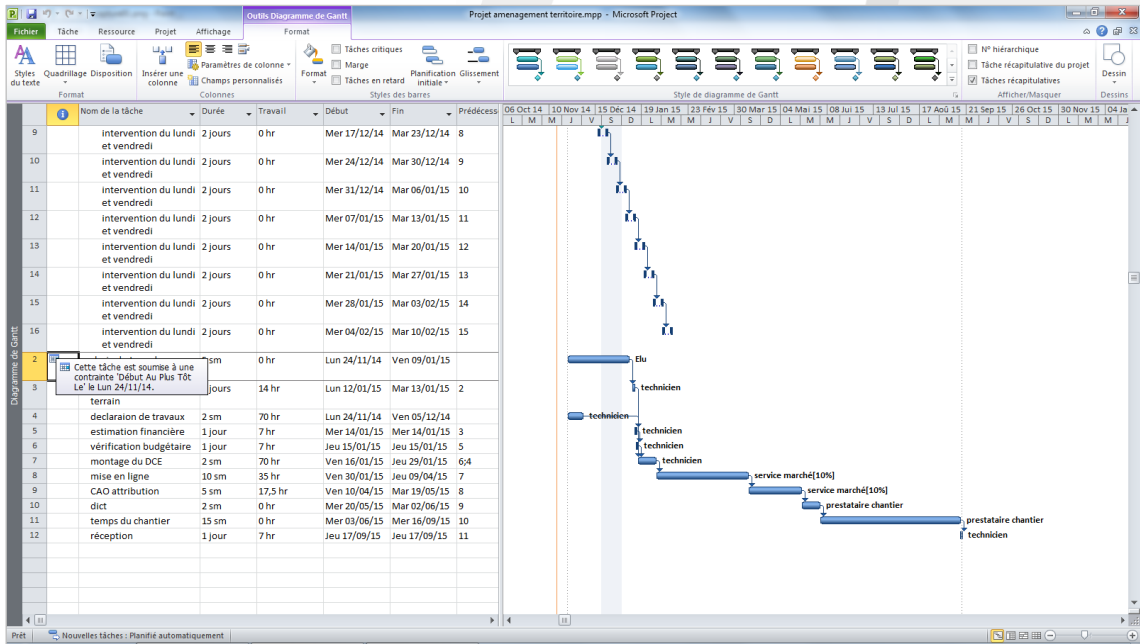 Outils Diagramme de Gantt
Projet amenagement territoire.mpp - Microsoft Project
Fichier Tâche Ressource Projet Affichage Format
Styles du texte
Quadrillage
Disposition
Format
Insérer une colonne
Paramètres de colonne
Champs personnalisés
Colonnes
Format
Tâches critiques
Marge
Tâches en retard
Planification initiale
Glissement
Styles des barres
Style de diagramme de Gantt
N° hiérarchique
Tâche récapitulative du projet
Tâches récapitulatives
Afficher/Masquer
Dessin
Dessins
Nom de la tâche Durée Travail Début Fin Prédécess
06 Oct 14 10 Nov 14 15 Déc 14 19 Jan 15 23 Fév 15 30 Mar 15 04 Mai 15 08 Jui 15 13 Jul 15 17 Aoû 15 21 Sep 15 26 Oct 15 30 Nov 15 04 Ja
L M M J V S D L M M J V S D L M M J V S D L M M J
9 intervention du lundi 2 jours 0 hr Mer 17/12/14 Mar 23/12/14 8
et vendredi
10 intervention du lundi 2 jours 0 hr Mer 24/12/14 Mar 30/12/14 9
et vendredi
11 intervention du lundi 2 jours 0 hr Mer 31/12/14 Mar 06/01/15 10
et vendredi
12 intervention du lundi 2 jours 0 hr Mer 07/01/15 Mar 13/01/15 11
et vendredi
13 intervention du lundi 2 jours 0 hr Mer 14/01/15 Mar 20/01/15 12
et vendredi
14 intervention du lundi 2 jours 0 hr Mer 21/01/15 Mar 27/01/15 13
et vendredi
15 intervention du lundi 2 jours 0 hr Mer 28/01/15 Mar 03/02/15 14
et vendredi
16 intervention du lundi 2 jours 0 hr Mer 04/02/15 Mar 10/02/15 15
et vendredi
2 sm 0 hr Lun 24/11/14 Ven 09/01/15 Elu
Cette tâche est soumise à une
contrainte 'Début Au Plus Tôt
Le' le Lun 24/11/14.
3 jours 14 hr Lun 12/01/15 Mar 13/01/15 2 technicien
terrain
4 declaraion de travaux 2 sm 70 hr Lun 24/11/14 Ven 05/12/14 technicien
5 estimation financière 1 jour 7 hr Mer 14/01/15 Mer 14/01/15 3 technicien
6 vérification budgétaire 1 jour 7 hr Jeu 15/01/15 Jeu 15/01/15 5 technicien
7 montage du DCE 2 sm 70 hr Ven 16/01/15 Jeu 29/01/15 6;4 technicien
8 mise en ligne 10 sm 35 hr Ven 30/01/15 Jeu 09/04/15 7 service marché[10%]
9 CAO attribution 5 sm 17,5 hr Ven 10/04/15 Mar 19/05/15 8 service marché[10%]
10 dict 2 sm 0 hr Mer 20/05/15 Mar 02/06/15 9 prestataire chantier
11 temps du chantier 15 sm 0 hr Mer 03/06/15 Mer 16/09/15 10 prestataire chantier
12 réception 1 jour 7 hr Jeu 17/09/15 Jeu 17/09/15 11 technicien
Diagramme de Gantt
Prêt Nouvelles tâches : Planifié automatiquement